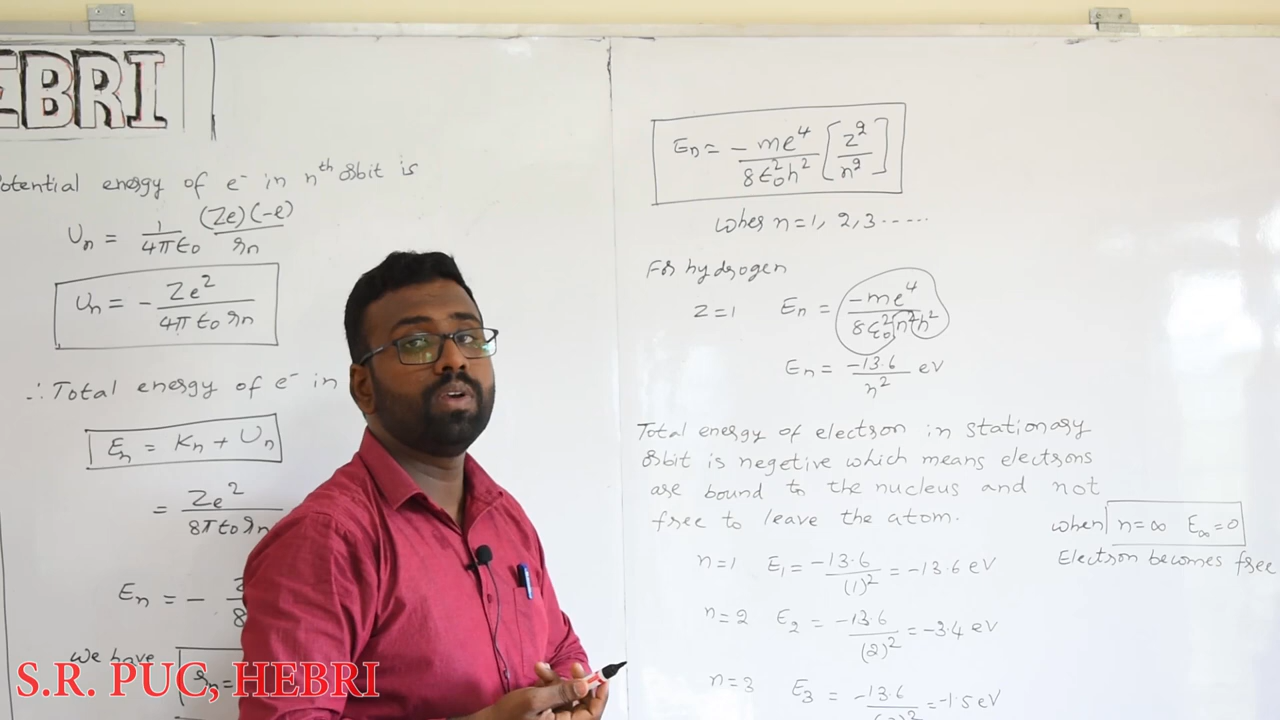 EBRI
otential energy of e⁻ in nᵗʰ orbit is
Uₙ = 1/4πε₀ (Ze)(-e)/rₙ
Uₙ = - Ze²/4πε₀rₙ
∴ Total energy of e⁻ in
Eₙ = Kₙ + Uₙ
= Ze²/8πε₀rₙ
Eₙ = -
we have
rₙ =
S.R. PUC, HEBRI
Eₙ = - me⁴/8ε₀²h² [Z²/n²]
when n=1, 2, 3 ......
For hydrogen
Z=1 Eₙ = -me⁴/8ε₀²n²h²
Eₙ = -13.6/n² eV
Total energy of electron in stationary
orbit is negetive which means electrons
are bound to the nucleus and not
free to leave the atom.
when n=∞ E∞=0
Electron becomes free
n=1 E₁ = -13.6/(1)² = -13.6 eV
n=2 E₂ = -13.6/(2)² = -3.4 eV
n=3 E₃ = -13.6/(3)² = -1.5 eV